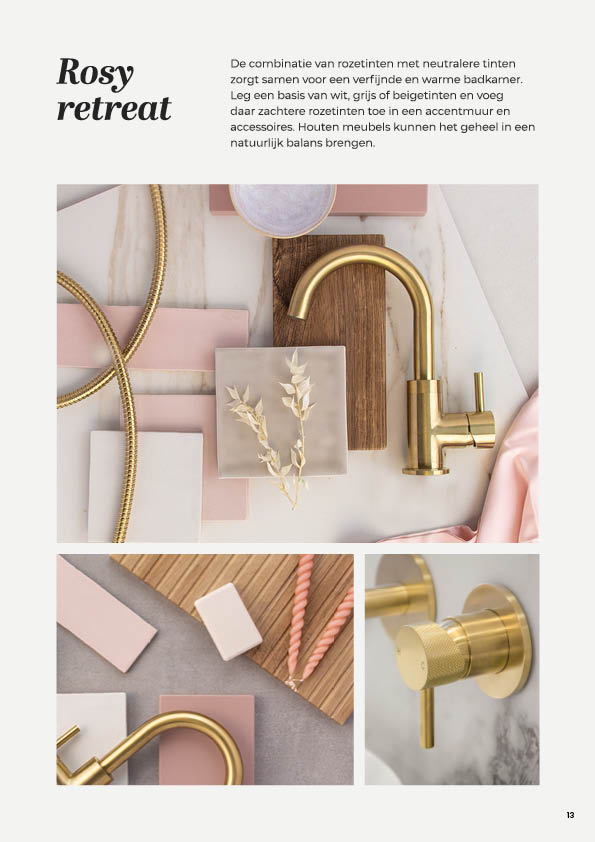 Rosy
retreat
De combinatie van rozetinten met neutralere tinten
zorgt samen voor een verfijnde en warme badkamer.
Leg een basis van wit, grijs of beigetinten en voeg
daar zachtere rozetinten toe in een accentmuur en
accessoires. Houten meubels kunnen het geheel in een
natuurlijk balans brengen.
13